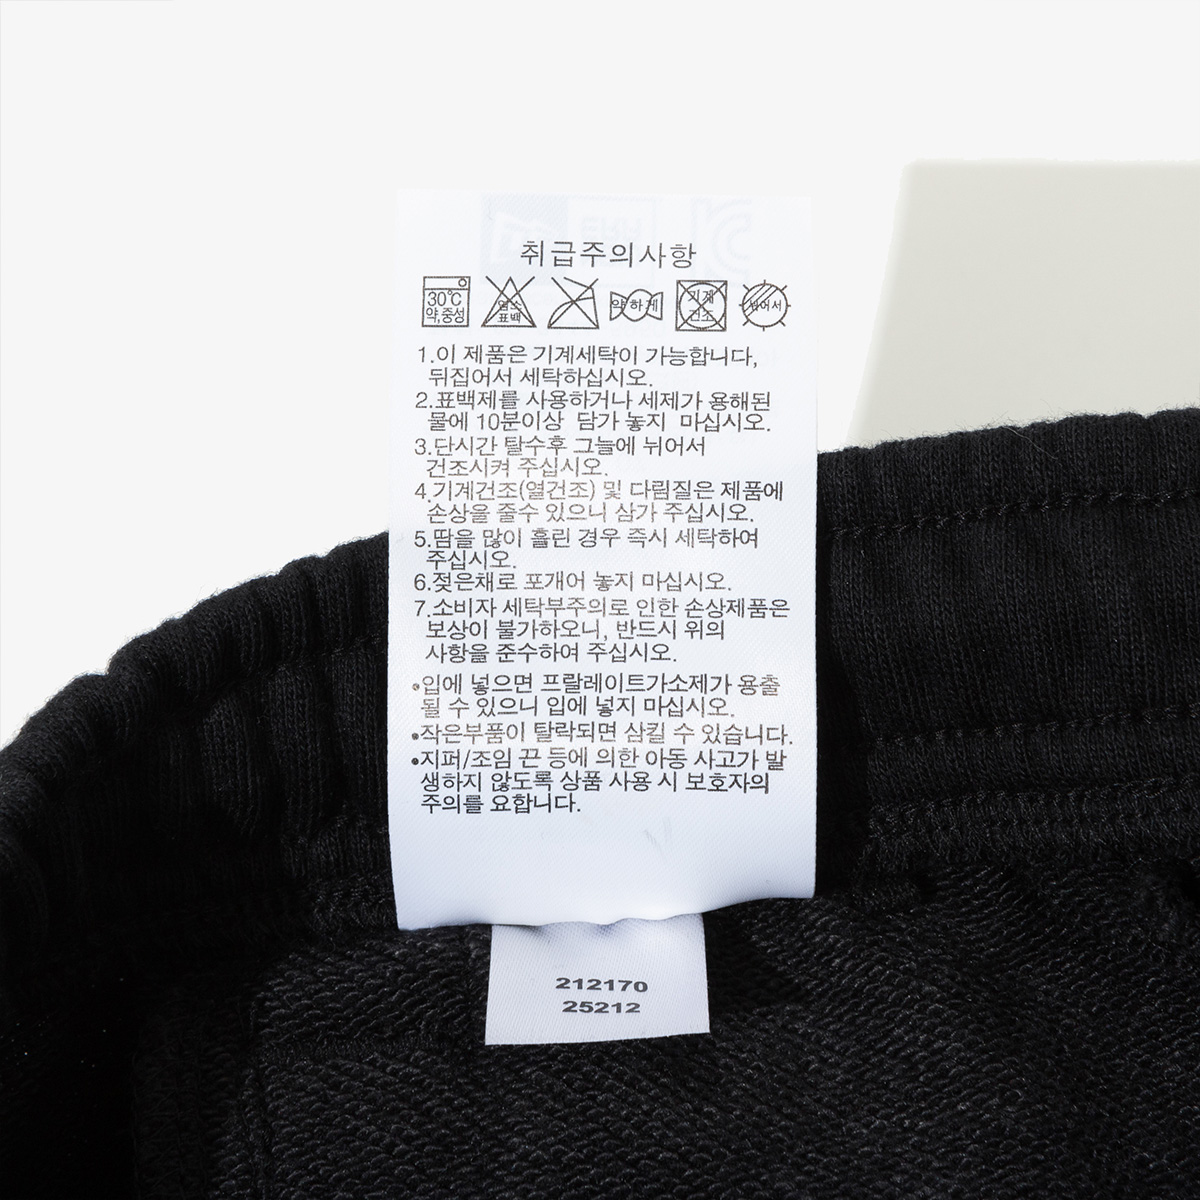 취급주의사항
30℃ 약,중성
염소 표백
약하게
기계 건조
뉘어서
1.이 제품은 기계세탁이 가능합니다,
뒤집어서 세탁하십시오.
2.표백제를 사용하거나 세제가 용해된
물에 10분이상 담가 놓지 마십시오.
3.단시간 탈수후 그늘에 뉘어서
건조시켜 주십시오.
4.기계건조(열건조) 및 다림질은 제품에
손상을 줄수 있으니 삼가 주십시오.
5.땀을 많이 흘린 경우 즉시 세탁하여
주십시오.
6.젖은채로 포개어 놓지 마십시오.
7.소비자 세탁부주의로 인한 손상제품은
보상이 불가하오니, 반드시 위의
사항을 준수하여 주십시오.
•입에 넣으면 프탈레이트가소제가 용출
될 수 있으니 입에 넣지 마십시오.
•작은부품이 탈락되면 삼킬 수 있습니다.
•지퍼/조임 끈 등에 의한 아동 사고가 발
생하지 않도록 상품 사용 시 보호자의
주의를 요합니다.
212170
25212